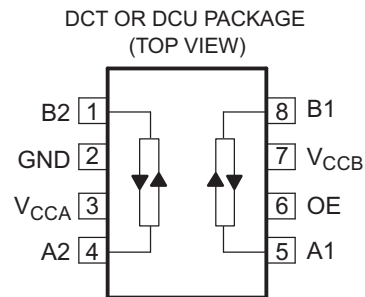 DCT OR DCU PACKAGE
(TOP VIEW)
B2 1 8 B1
GND 2 7 VCCB
VCCA 3 6 OE
A2 4 5 A1